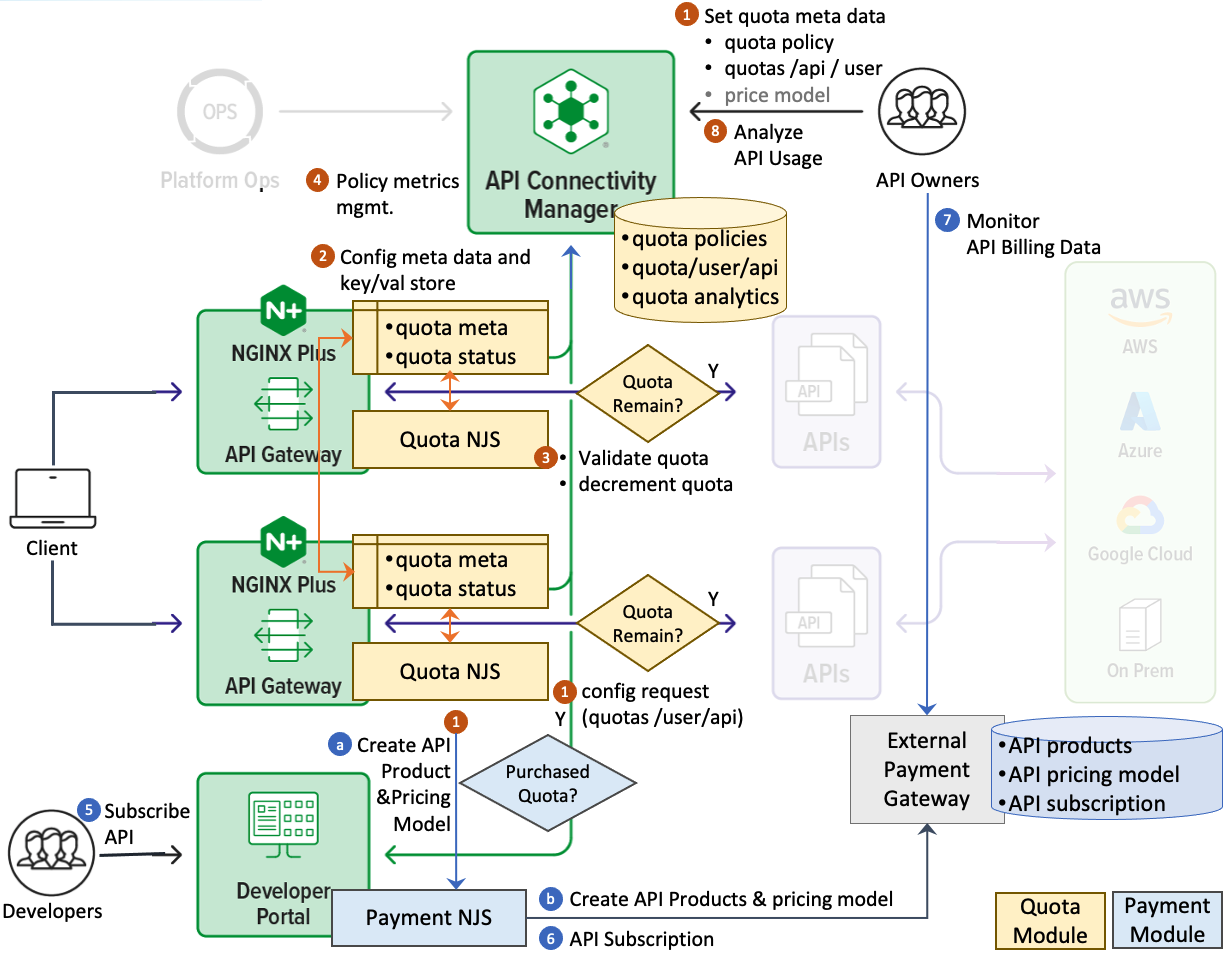 1 Set quota meta data
• quota policy
• quotas /api / user
• price model
OPS
Platform Ops
8 Analyze
API Usage
API Owners
4 Policy metrics
mgmt.
API Connectivity
Manager
7 Monitor
API Billing Data
•quota policies
•quota/user/api
•quota analytics
2 Config meta data and
key/val store
N+
NGINX Plus
•quota meta
•quota status
API Gateway
Quota NJS
Quota
Remain?
Y
API
APIs
aws
AWS
Azure
Google Cloud
On Prem
3 • Validate quota
• decrement quota
Client
N+
NGINX Plus
•quota meta
•quota status
API Gateway
Quota NJS
Quota
Remain?
Y
API
APIs
1 config request
(quotas /user/api)
Y
1
a Create API
Product
&Pricing
Model
Purchased
Quota?
External
Payment
Gateway
•API products
•API pricing model
•API subscription
5 Subscribe
API
Developers
Developer
Portal
Payment NJS
b Create API Products & pricing model
6 API Subscription
Quota
Module
Payment
Module